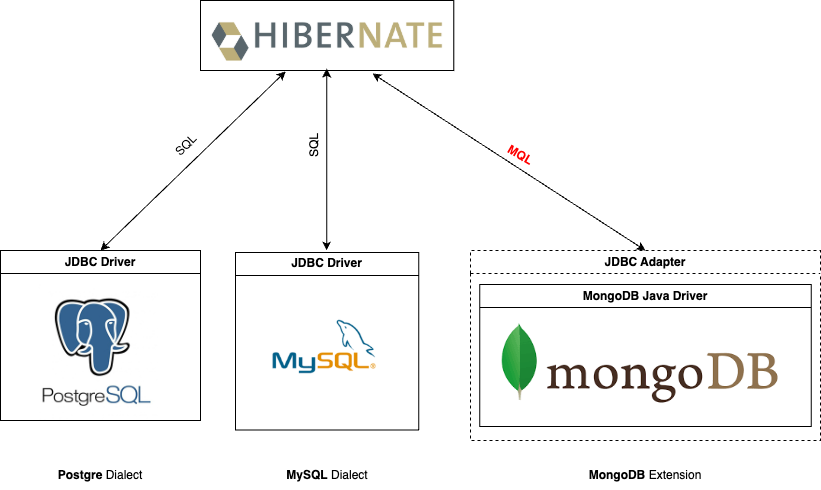 HIBERNATE
SQL
SQL
MQL
JDBC Driver
JDBC Driver
JDBC Adapter
MongoDB Java Driver
PostgreSQL
MySQL®
mongoDB
Postgre Dialect
MySQL Dialect
MongoDB Extension